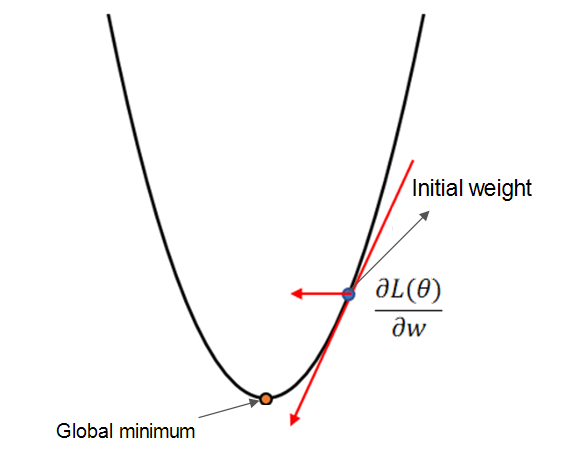 Initial weight
∂L(θ)
∂w
Global minimum